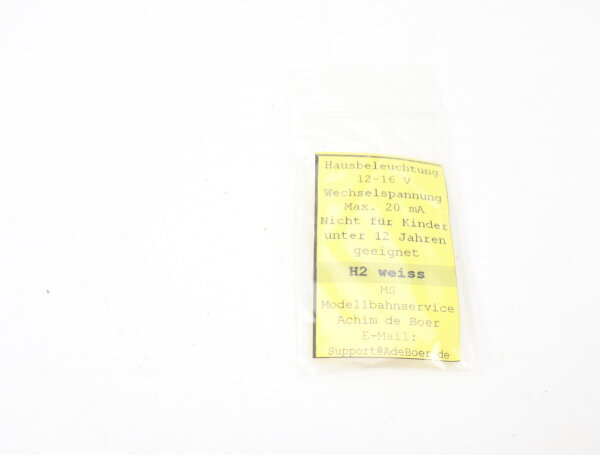 Hausbeleuchtung
12-16 V
Wechselspannung
Max. 20 mA
Nicht für Kinder
unter 12 Jahren
geeignet
H2 weiss
MS
Modellbahnservice
Achim de Boer
E-Mail:
Support@AdeBoer.de